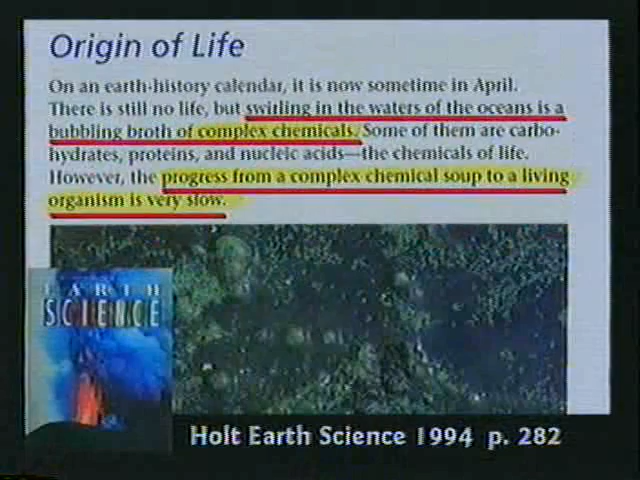 Origin of Life
On an earth-history calendar, it is now sometime in April.
There is still no life, but swirling in the waters of the oceans is a
bubbling broth of complex chemicals. Some of them are carbo-
hydrates, proteins, and nucleic acids—the chemicals of life.
However, the progress from a complex chemical soup to a living
organism is very slow.
EARTH
SCIENCE
Holt Earth Science 1994 p. 282